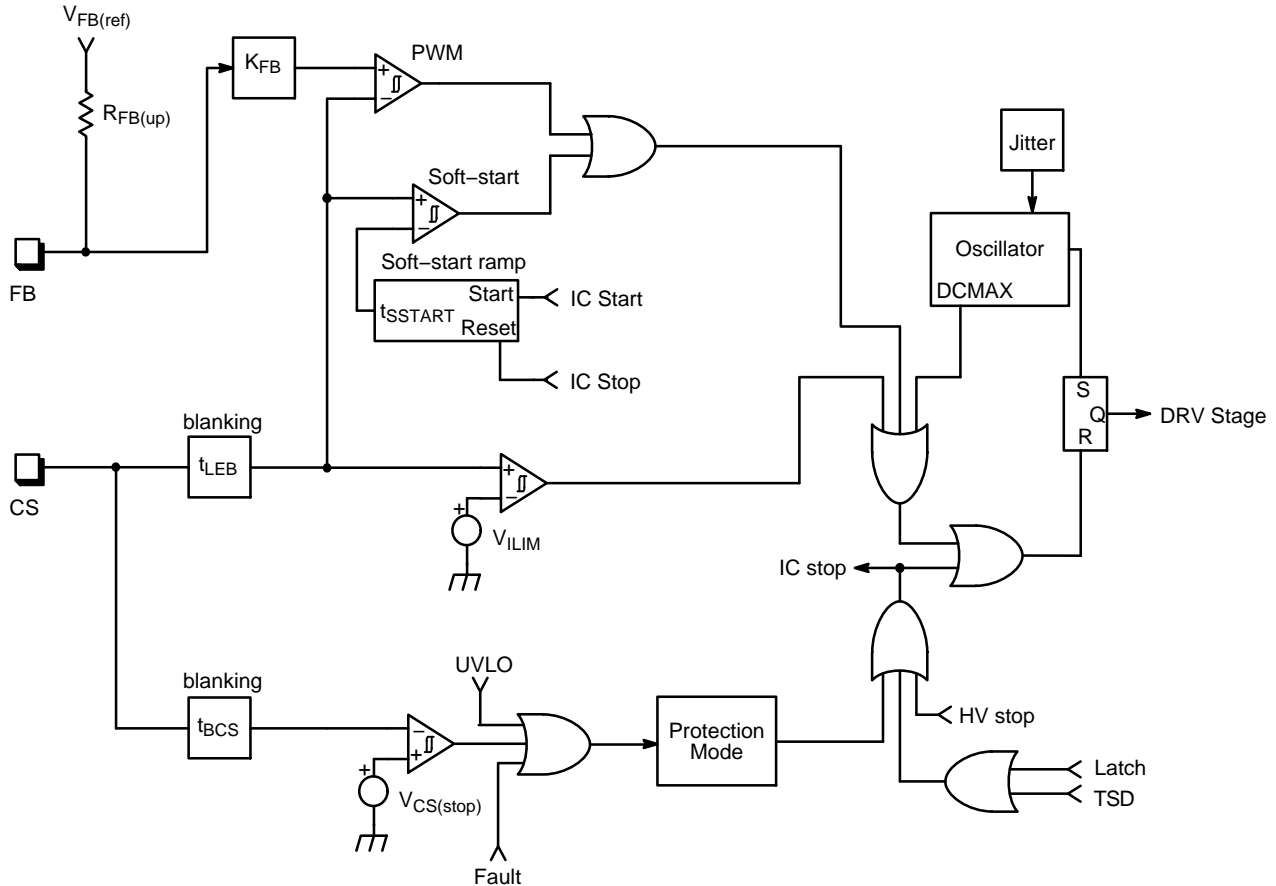 VFB(ref)
KFB
+
−
PWM
RFB(up)
Jitter
Soft−start
+
−
Oscillator
DCMAX
FB
Soft−start ramp
tSSTART
Start
Reset
IC Start
IC Stop
S
Q
R
DRV Stage
blanking
tLEB
CS
+
−
+
VILIM
IC stop
UVLO
blanking
tBCS
−
+
+
VCS(stop)
Protection
Mode
HV stop
Latch
TSD
Fault